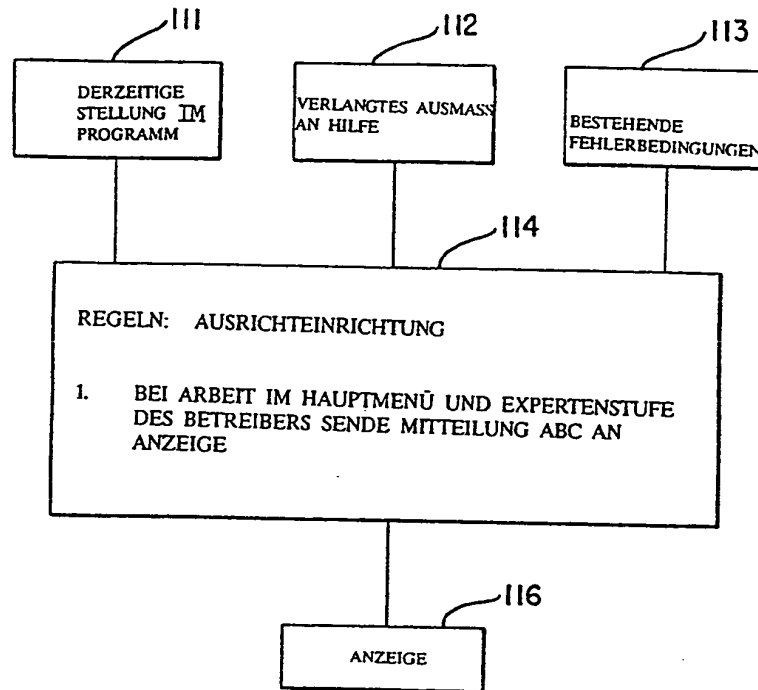 111
112
113
DERZEITIGE
STELLUNG IM
PROGRAMM
VERLANGTES AUSMASS
AN HILFE
BESTEHENDE
FEHLERBEDINGUNGEN
114
REGELN: AUSRICHTEINRICHTUNG
1. BEI ARBEIT IM HAUPTMENÜ UND EXPERTENSTUFE
DES BETREIBERS SENDE MITTEILUNG ABC AN
ANZEIGE
116
ANZEIGE